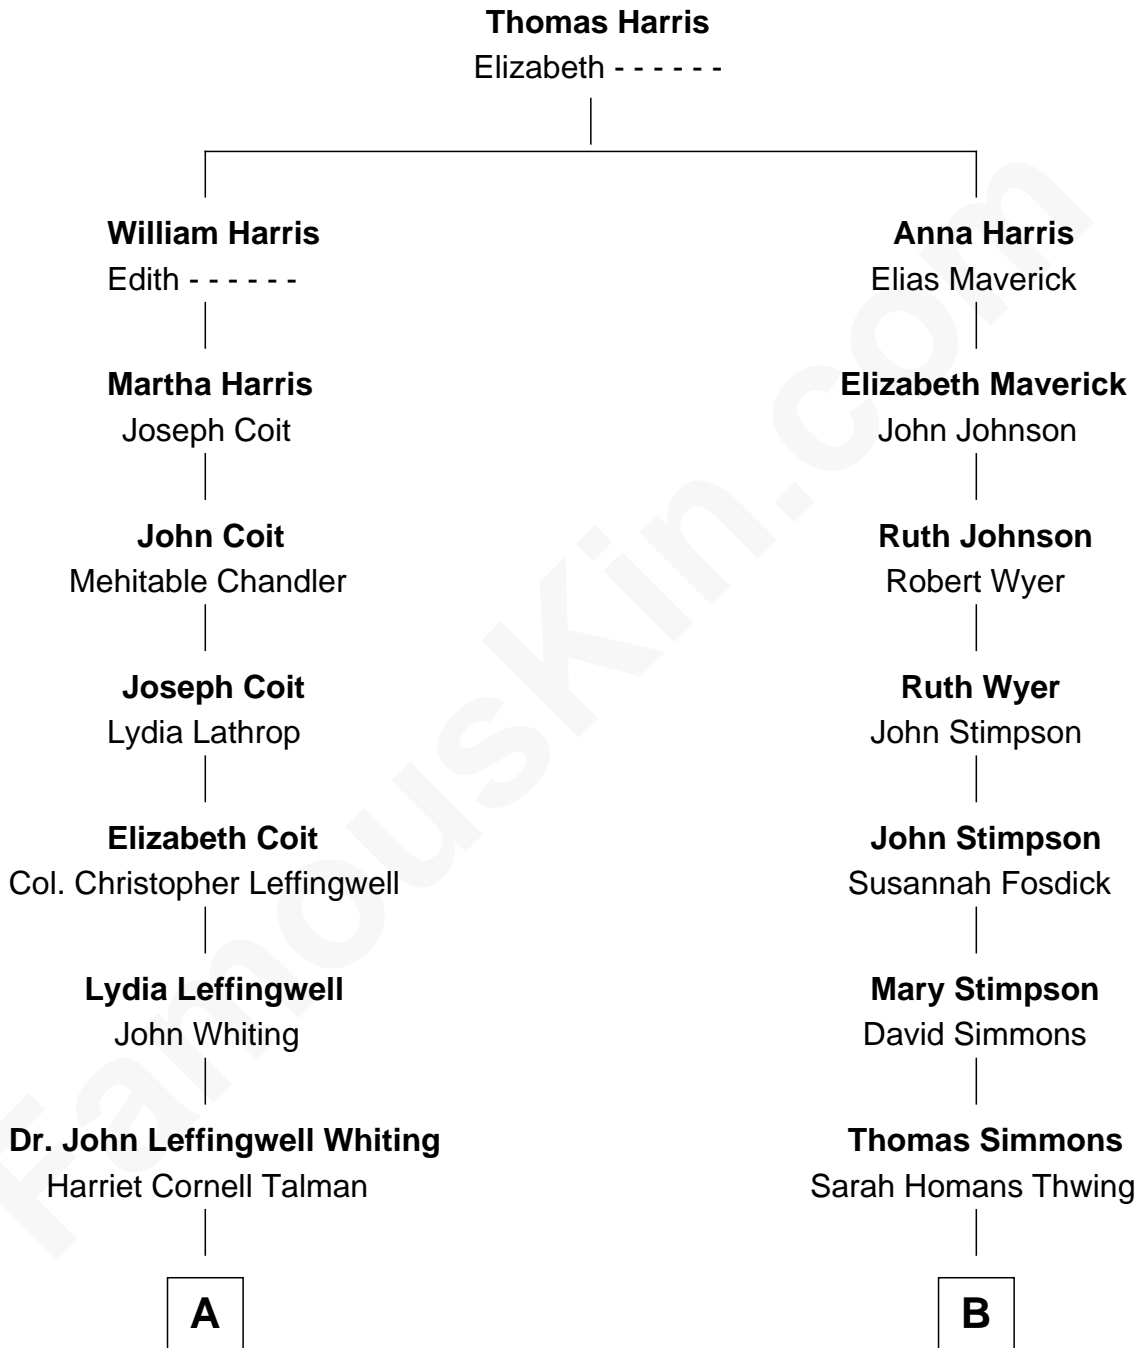 Thomas Harris
Elizabeth - - - - - -
William Harris
Edith - - - - - -
Anna Harris
Elias Maverick
Martha Harris
Joseph Coit
Elizabeth Maverick
John Johnson
John Coit
Mehitable Chandler
Ruth Johnson
Robert Wyer
Joseph Coit
Lydia Lathrop
Ruth Wyer
John Stimpson
Elizabeth Coit
Col. Christopher Leffingwell
John Stimpson
Susannah Fosdick
Lydia Leffingwell
John Whiting
Mary Stimpson
David Simmons
Dr. John Leffingwell Whiting
Harriet Cornell Talman
Thomas Simmons
Sarah Homans Thwing
A
B
FamousKin.com